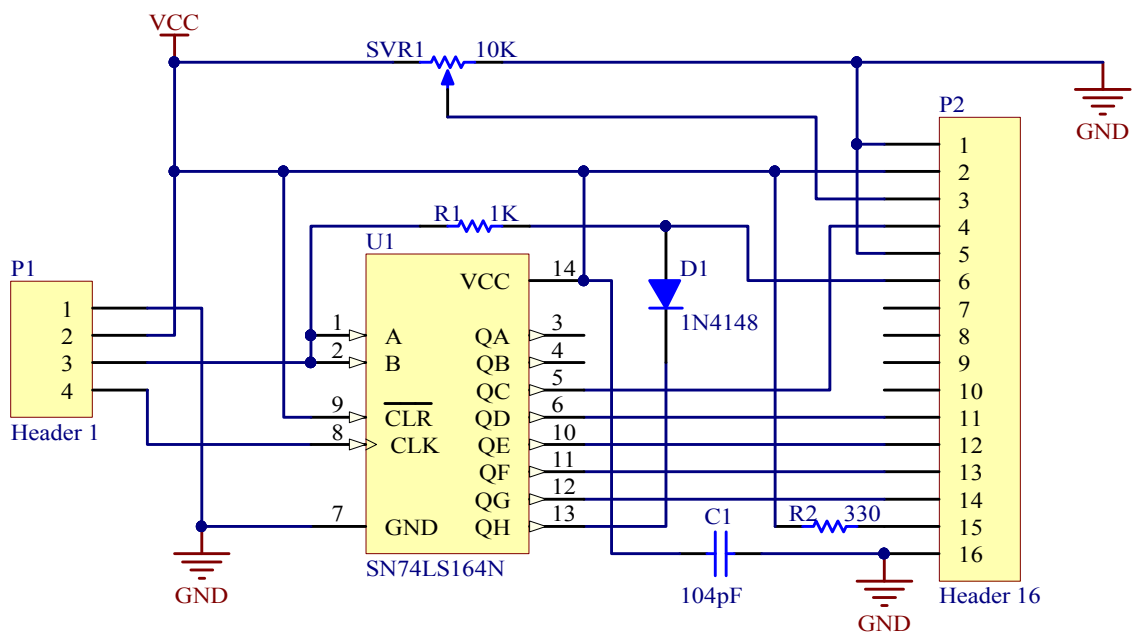 VCC
SVR1 10K
GND
P2
1
2
3
4
5
6
7
8
9
10
11
12
13
14
15
16
Header 16
R1 1K
U1
VCC 14
D1
1N4148
P1
1
2
3
4
Header 1
1 A QA 3
2 B QB 4
QC 5
9 CLR QD 6
8 CLK QE 10
QF 11
QG 12
7 GND QH 13
SN74LS164N
GND
C1
104pF
R2 330
GND